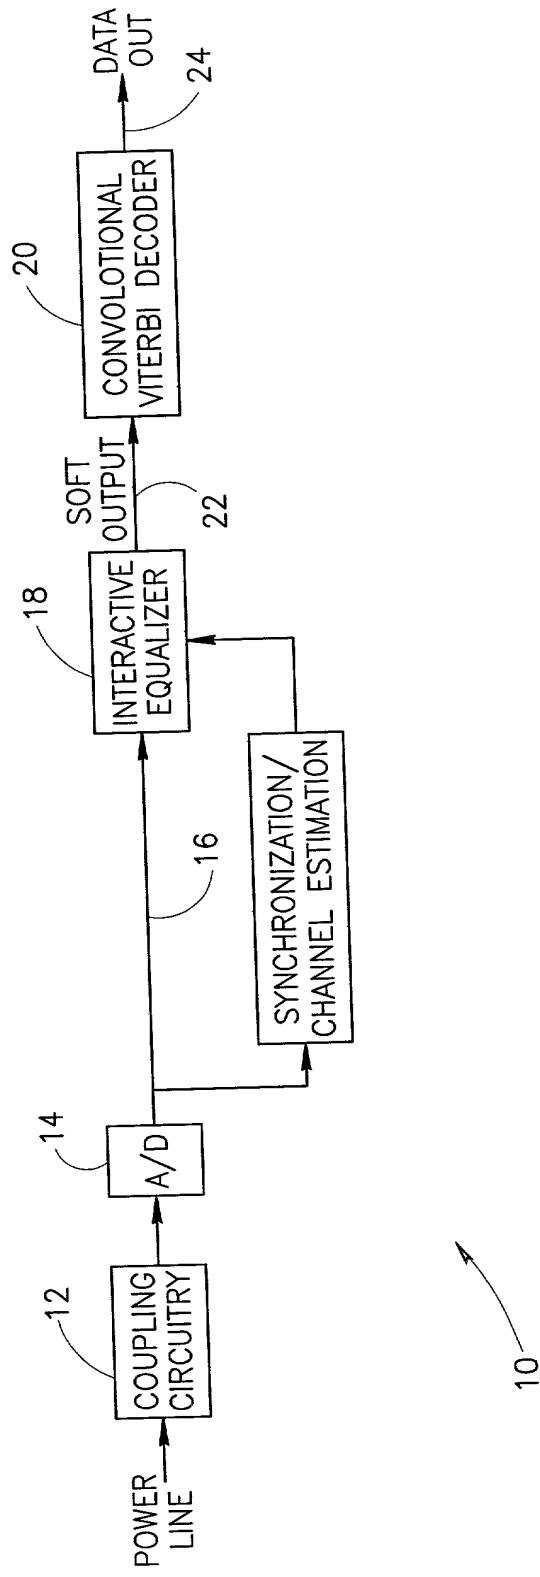 POWER
LINE
COUPLING
CIRCUITRY
12
A/D
14
16
SYNCHRONIZATION/
CHANNEL ESTIMATION
INTERACTIVE
EQUALIZER
18
SOFT
OUTPUT
22
CONVOLOTIONAL
VITERBI DECODER
20
DATA
OUT
24
10